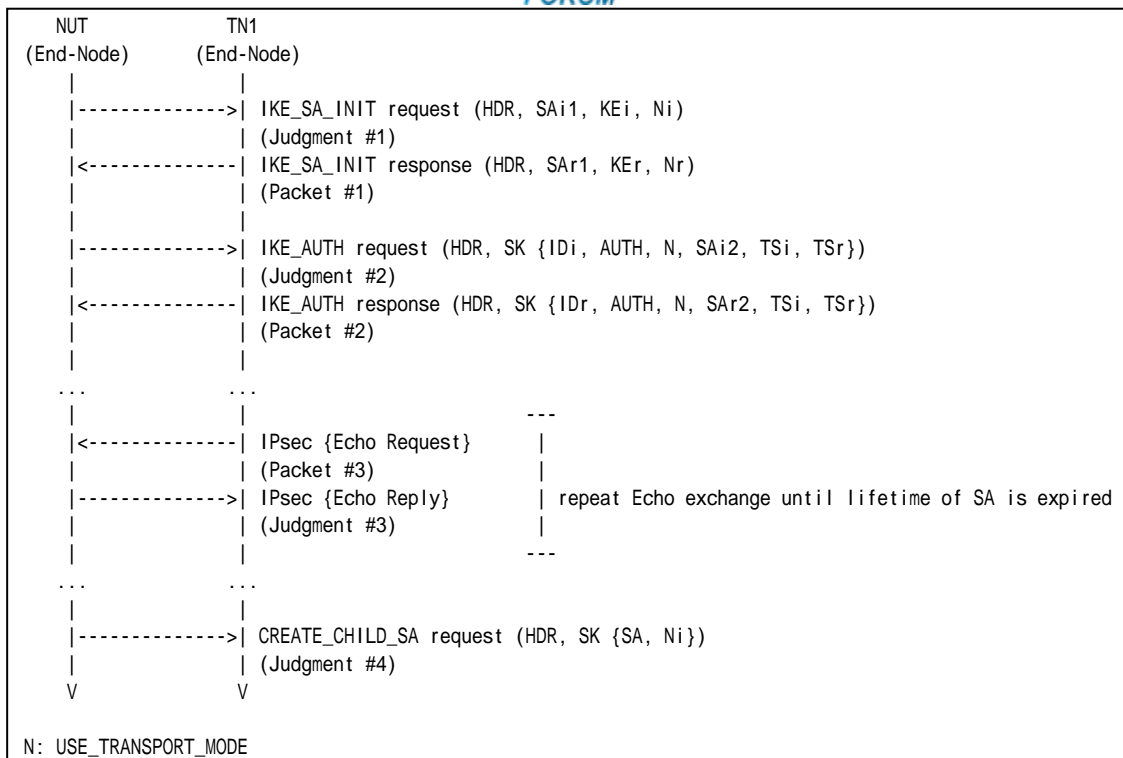 FORUM
NUT TN1
(End-Node) (End-Node)
| |
|-------------->| IKE_SA_INIT request (HDR, SAi1, KEi, Ni)
| | (Judgment #1)
|<--------------| IKE_SA_INIT response (HDR, SAr1, KEr, Nr)
| | (Packet #1)
| |
|-------------->| IKE_AUTH request (HDR, SK {IDi, AUTH, N, SAi2, TSi, TSr})
| | (Judgment #2)
|<--------------| IKE_AUTH response (HDR, SK {IDr, AUTH, N, SAr2, TSi, TSr})
| | (Packet #2)
| |
... ...
| | ---
|<--------------| IPsec {Echo Request} |
| | (Packet #3) |
|-------------->| IPsec {Echo Reply} | repeat Echo exchange until lifetime of SA is expired
| | (Judgment #3) |
| | ---
... ...
| |
|-------------->| CREATE_CHILD_SA request (HDR, SK {SA, Ni})
| | (Judgment #4)
V V
N: USE_TRANSPORT_MODE